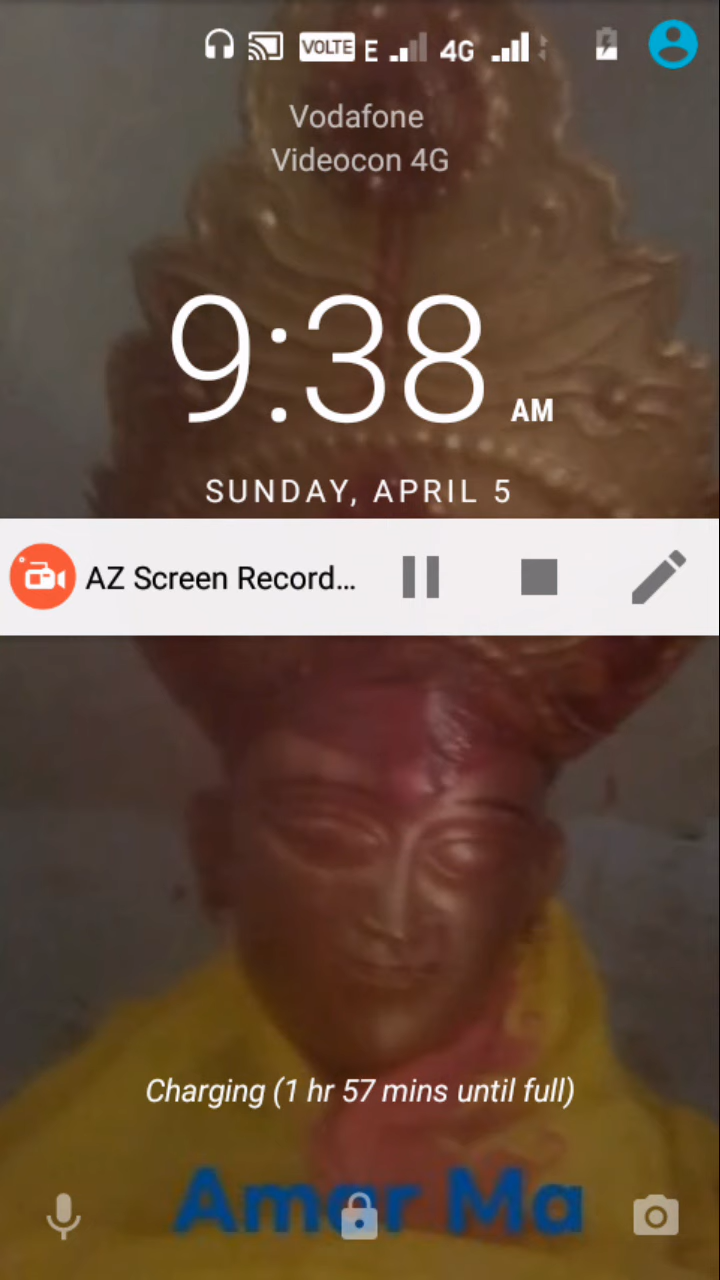 VOLTE E 4G
Vodafone
Videocon 4G
9:38 AM
SUNDAY, APRIL 5
AZ Screen Record...
Charging (1 hr 57 mins until full)
Amar Ma